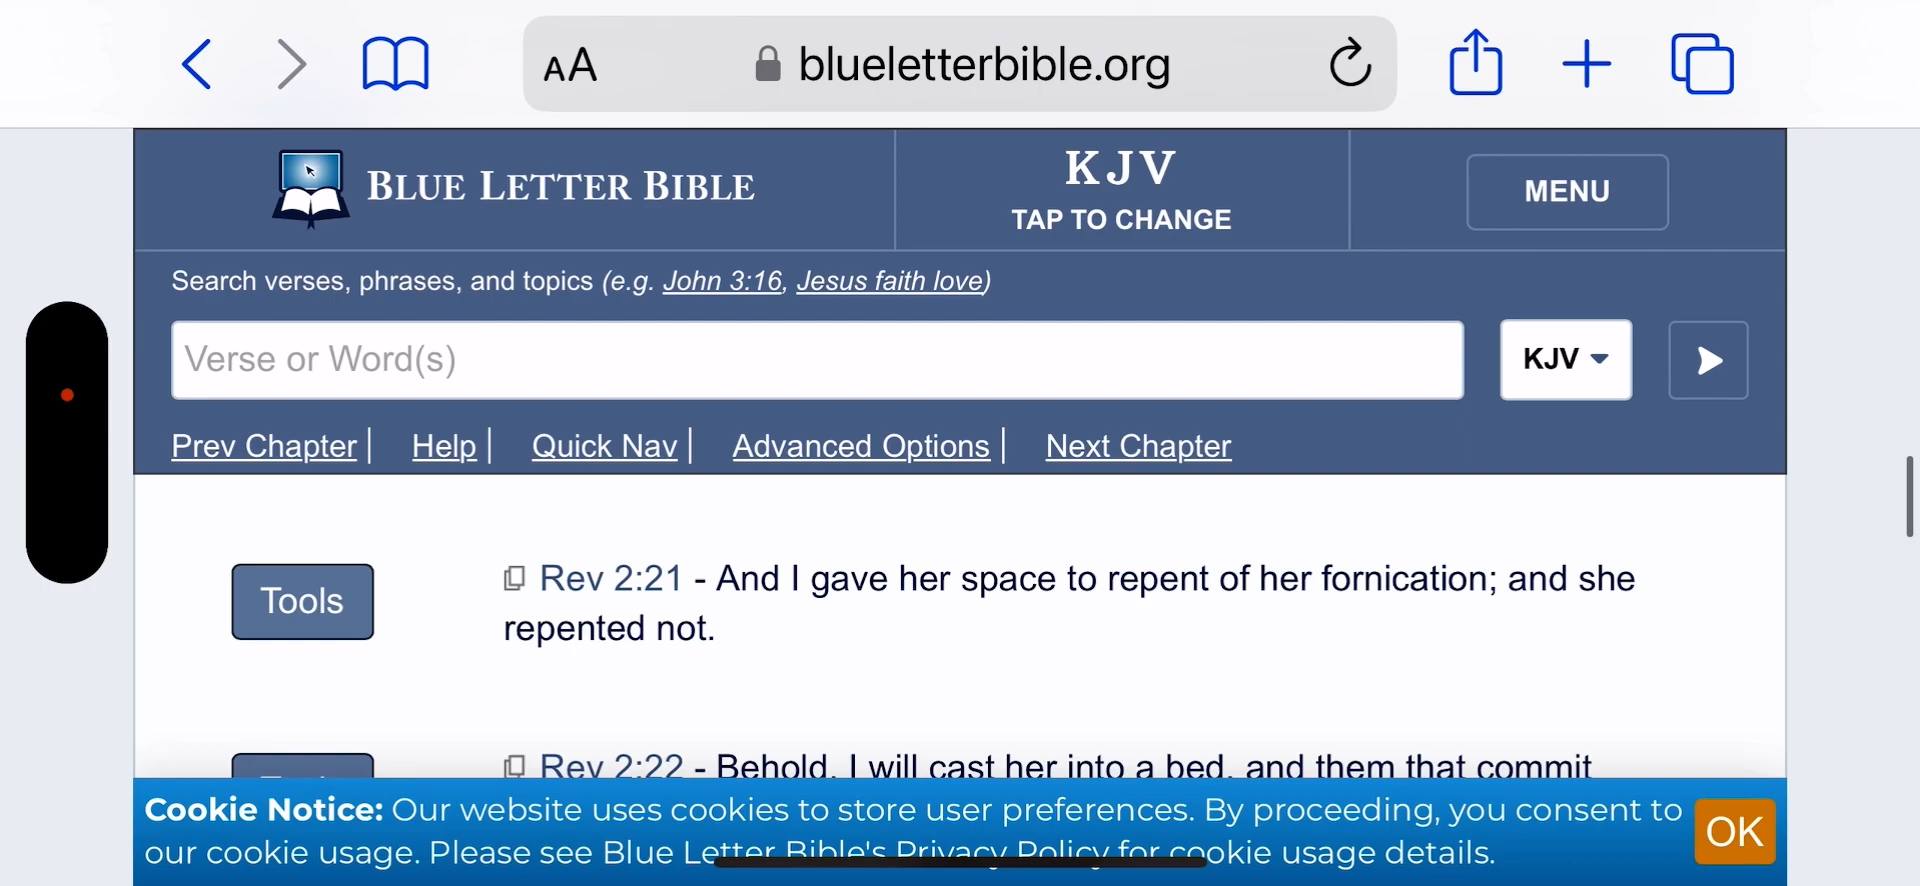 AA blueletterbible.org
BLUE LETTER BIBLE
KJV
TAP TO CHANGE
MENU
Search verses, phrases, and topics (e.g. John 3:16, Jesus faith love)
Verse or Word(s)
KJV
Prev Chapter | Help | Quick Nav | Advanced Options | Next Chapter
Tools
Rev 2:21 - And I gave her space to repent of her fornication; and she
repented not.
Tools
Rev 2:22 - Behold, I will cast her into a bed, and them that commit
Cookie Notice: Our website uses cookies to store user preferences. By proceeding, you consent to
our cookie usage. Please see Blue Letter Bible's Privacy Policy for cookie usage details.
OK